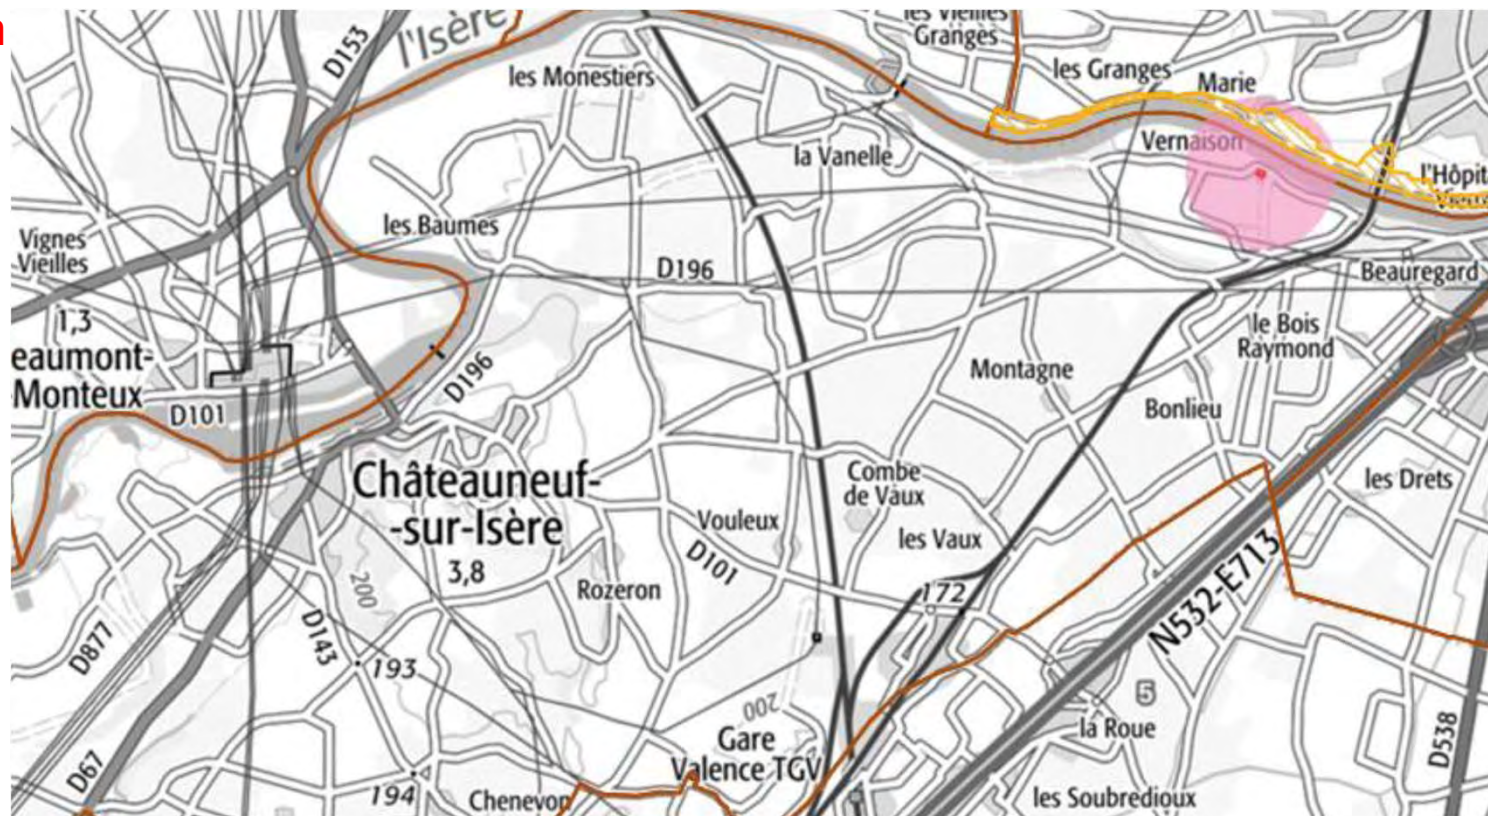 les Vieilles
Granges
l'Isère
D153
les Monestiers
les Granges
Marie
Vernaison
la Vanelle
l'Hôpit
les Baumes
Vignes
Vieilles
D196
Beauregard
1,3
eaumont-
Monteux
D101
D196
le Bois
Raymond
Montagne
Bonlieu
Châteauneuf-
-sur-Isère
3,8
Combe
de Vaux
les Drets
Vouleux
les Vaux
D101
Rozeron
172
N532-E713
200
D877
D143
193
5
200
la Roue
D538
Gare
Valence TGV
D67
194
Chenevon
les Soubredioux